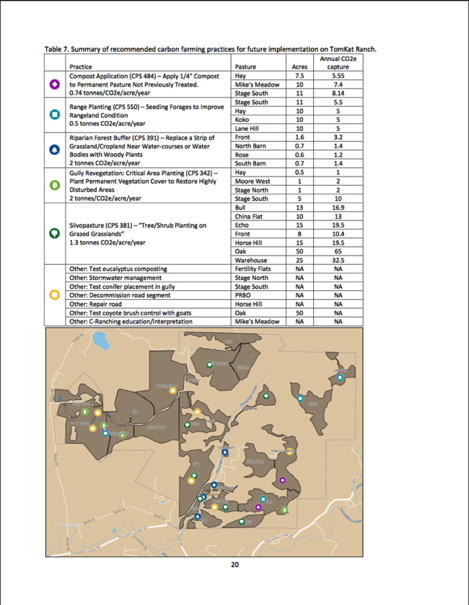 Table 7. Summary of recommended carbon farming practices for future implementation on TomKat Ranch.
Practice Pasture Acres Annual CO2e capture
Compost Application (CPS 484) – Apply 1/4" Compost to Permanent Pasture Not Previously Treated.
0.74 tonnes/CO2e/acre/year
Hay 7.5 5.55
Mike's Meadow 10 7.4
Stage South 11 8.14
Range Planting (CPS 550) – Seeding Forages to Improve Rangeland Condition
0.5 tonnes CO2e/acre/year
Stage South 11 5.5
Hay 10 5
Koko 10 5
Lane Hill 10 5
Riparian Forest Buffer (CPS 391) – Replace a Strip of Grassland/Cropland Near Water-courses or Water Bodies with Woody Plants
2 tonnes CO2e/acre/year
Front 1.6 3.2
North Barn 0.7 1.4
Rose 0.6 1.2
South Barn 0.7 1.4
Gully Revegetation: Critical Area Planting (CPS 342) – Plant Permanent Vegetation Cover to Restore Highly Disturbed Areas
2 tonnes/CO2e/acre/year
Hay 0.5 1
Moore West 1 2
Stage North 1 2
Stage South 5 10
Silvopasture (CPS 381) – "Tree/Shrub Planting on Grazed Grasslands"
1.3 tonnes CO2e/acre/year
Bull 13 16.9
China Flat 10 13
Echo 15 19.5
Front 8 10.4
Horse Hill 15 19.5
Oak 50 65
Warehouse 25 32.5
Other: Test eucalyptus composting Fertility Flats NA NA
Other: Stormwater management Stage North NA NA
Other: Test conifer placement in gully Stage South NA NA
Other: Decommission road segment PRBO NA NA
Other: Repair road Horse Hill NA NA
Other: Test coyote brush control with goats Oak 50 NA
Other: C-Ranching education/interpretation Mike's Meadow NA NA
20